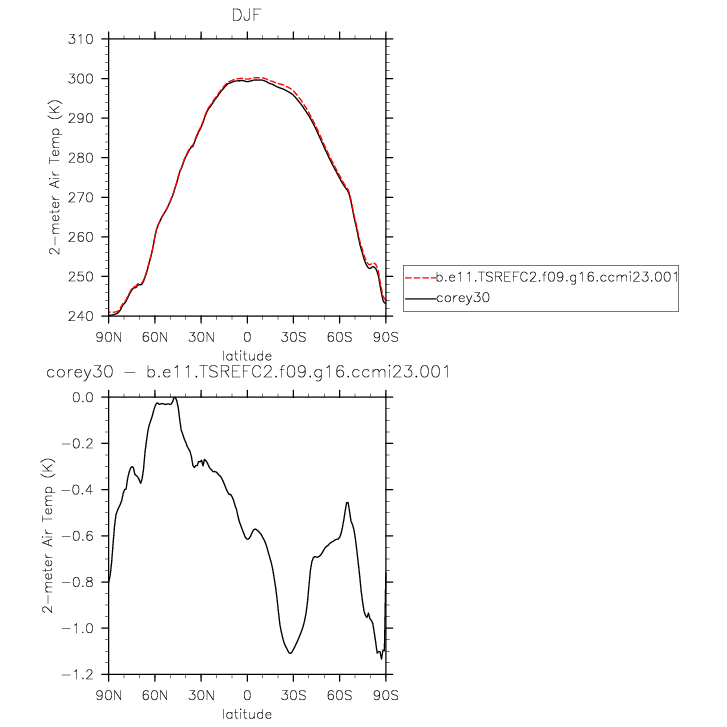 DJF
310
300
290
280
270
260
250
240
2-meter Air Temp (K)
90N 60N 30N 0 30S 60S 90S
latitude
b.e11.TSREFC2.f09.g16.ccmi23.001
corey30
corey30 - b.e11.TSREFC2.f09.g16.ccmi23.001
0.0
-0.2
-0.4
-0.6
-0.8
-1.0
-1.2
2-meter Air Temp (K)
90N 60N 30N 0 30S 60S 90S
latitude